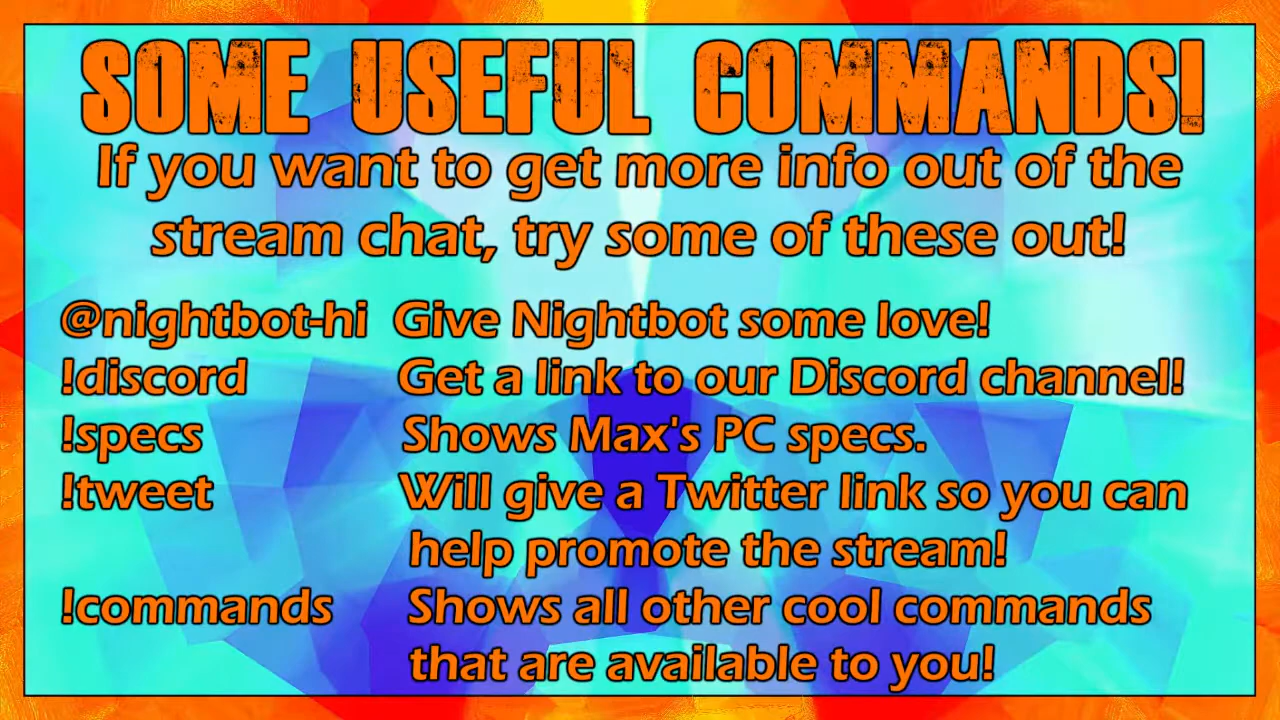 SOME USEFUL COMMANDS!
If you want to get more info out of the
stream chat, try some of these out!
@nightbot-hi Give Nightbot some love!
!discord Get a link to our Discord channel!
!specs Shows Max's PC specs.
!tweet Will give a Twitter link so you can
help promote the stream!
!commands Shows all other cool commands
that are available to you!